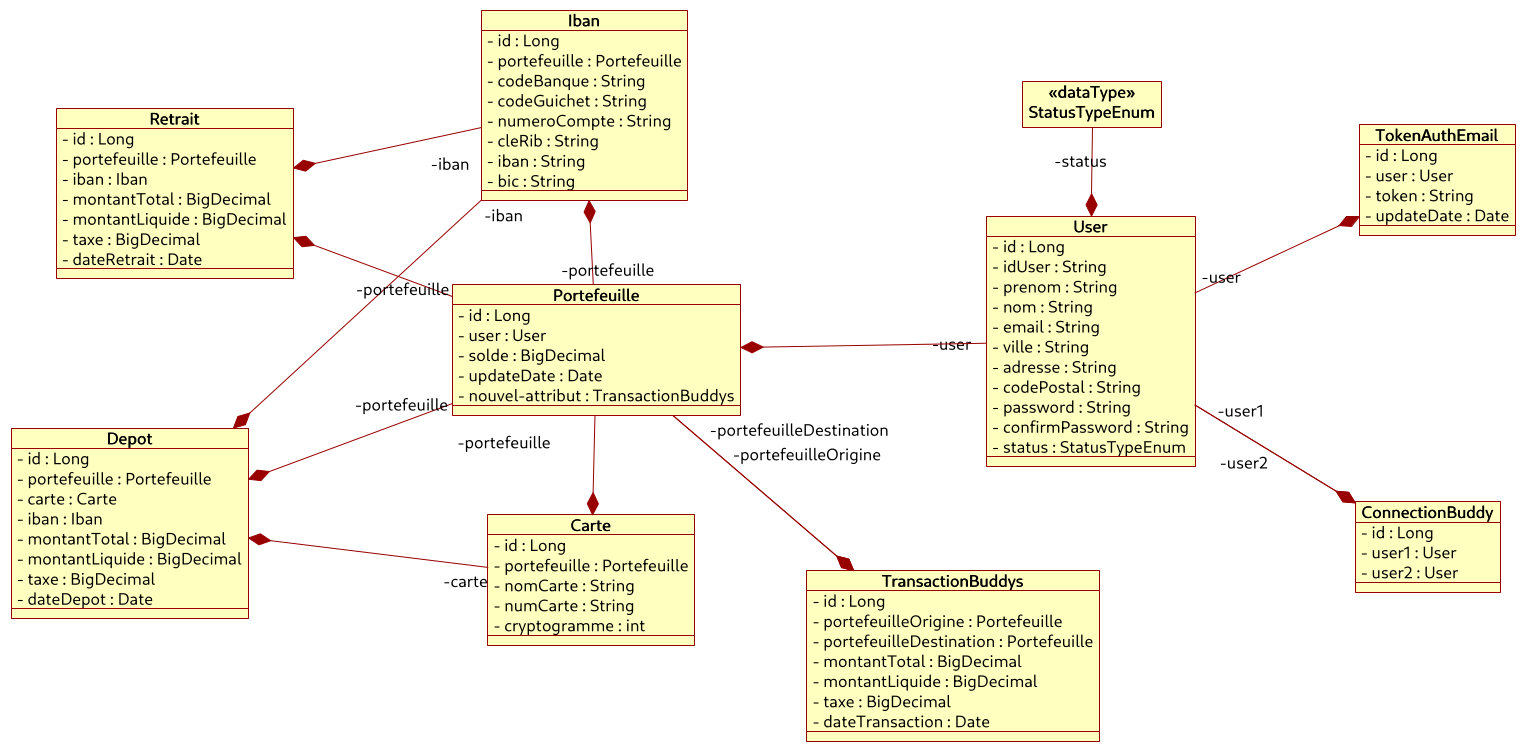 Iban
- id : Long
- portefeuille : Portefeuille
- codeBanque : String
- codeGuichet : String
- numeroCompte : String
- cleRib : String
- iban : String
- bic : String
«dataType»
StatusTypeEnum
Retrait
- id : Long
- portefeuille : Portefeuille
- iban : Iban
- montantTotal : BigDecimal
- montantLiquide : BigDecimal
- taxe : BigDecimal
- dateRetrait : Date
TokenAuthEmail
- id : Long
- user : User
- token : String
- updateDate : Date
-iban
-status
-iban
User
- id : Long
- idUser : String
- prenom : String
- nom : String
- email : String
- ville : String
- adresse : String
- codePostal : String
- password : String
- confirmPassword : String
- status : StatusTypeEnum
-portefeuille
-user
-portefeuille
Portefeuille
- id : Long
- user : User
- solde : BigDecimal
- updateDate : Date
- nouvel-attribut : TransactionBuddys
-user
-portefeuille
-user1
-portefeuille
-portefeuilleDestination
-portefeuilleOrigine
-user2
Depot
- id : Long
- portefeuille : Portefeuille
- carte : Carte
- iban : Iban
- montantTotal : BigDecimal
- montantLiquide : BigDecimal
- taxe : BigDecimal
- dateDepot : Date
-carte
Carte
- id : Long
- portefeuille : Portefeuille
- nomCarte : String
- numCarte : String
- cryptogramme : int
ConnectionBuddy
- id : Long
- user1 : User
- user2 : User
TransactionBuddys
- id : Long
- portefeuilleOrigine : Portefeuille
- portefeuilleDestination : Portefeuille
- montantTotal : BigDecimal
- montantLiquide : BigDecimal
- taxe : BigDecimal
- dateTransaction : Date